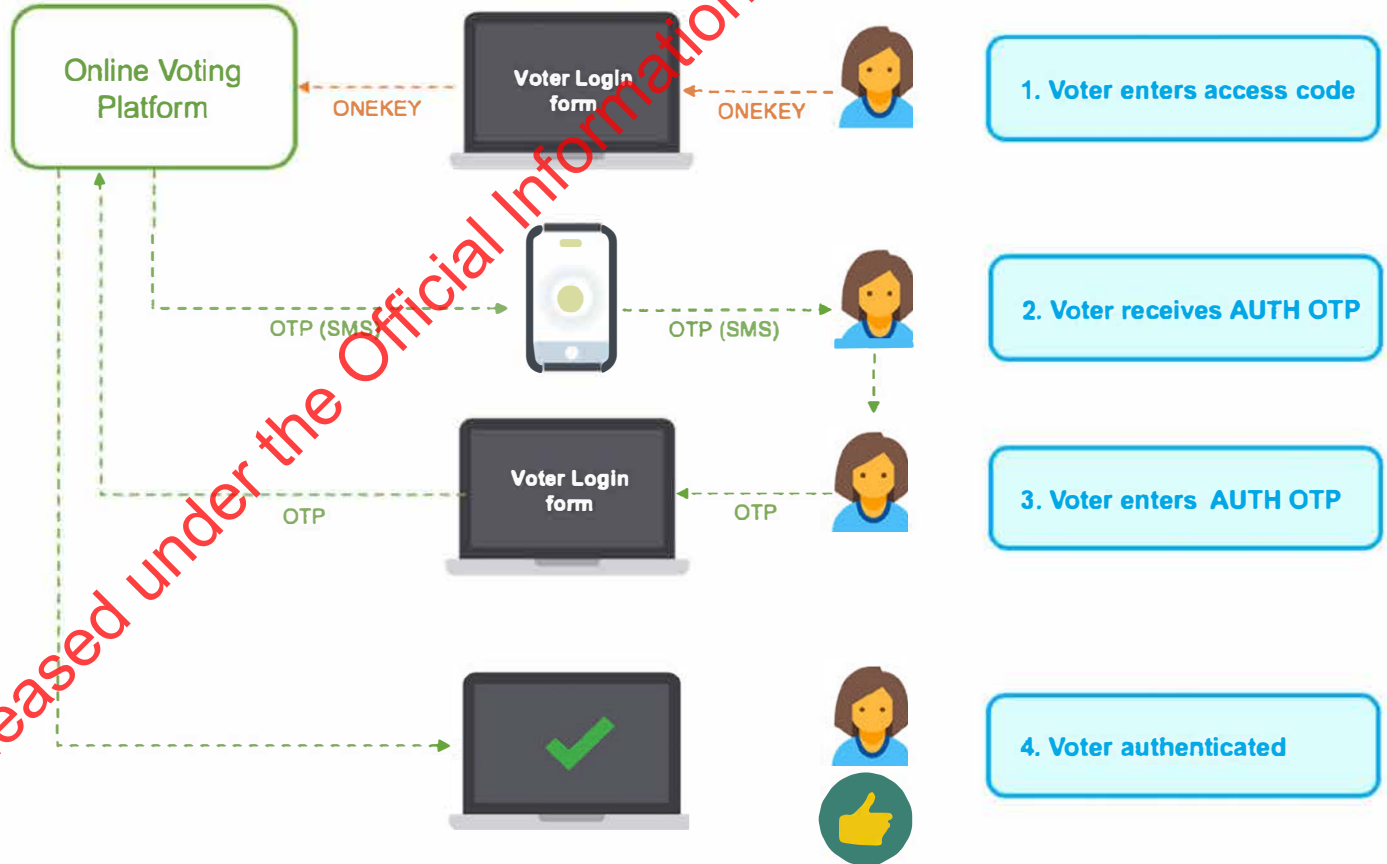 Online Voting
Platform
ONEKEY
Voter Login
form
ONEKEY
1. Voter enters access code
OTP (SMS)
OTP (SMS)
2. Voter receives AUTH OTP
OTP
Voter Login
form
OTP
3. Voter enters AUTH OTP
4. Voter authenticated
eased under the Official Information